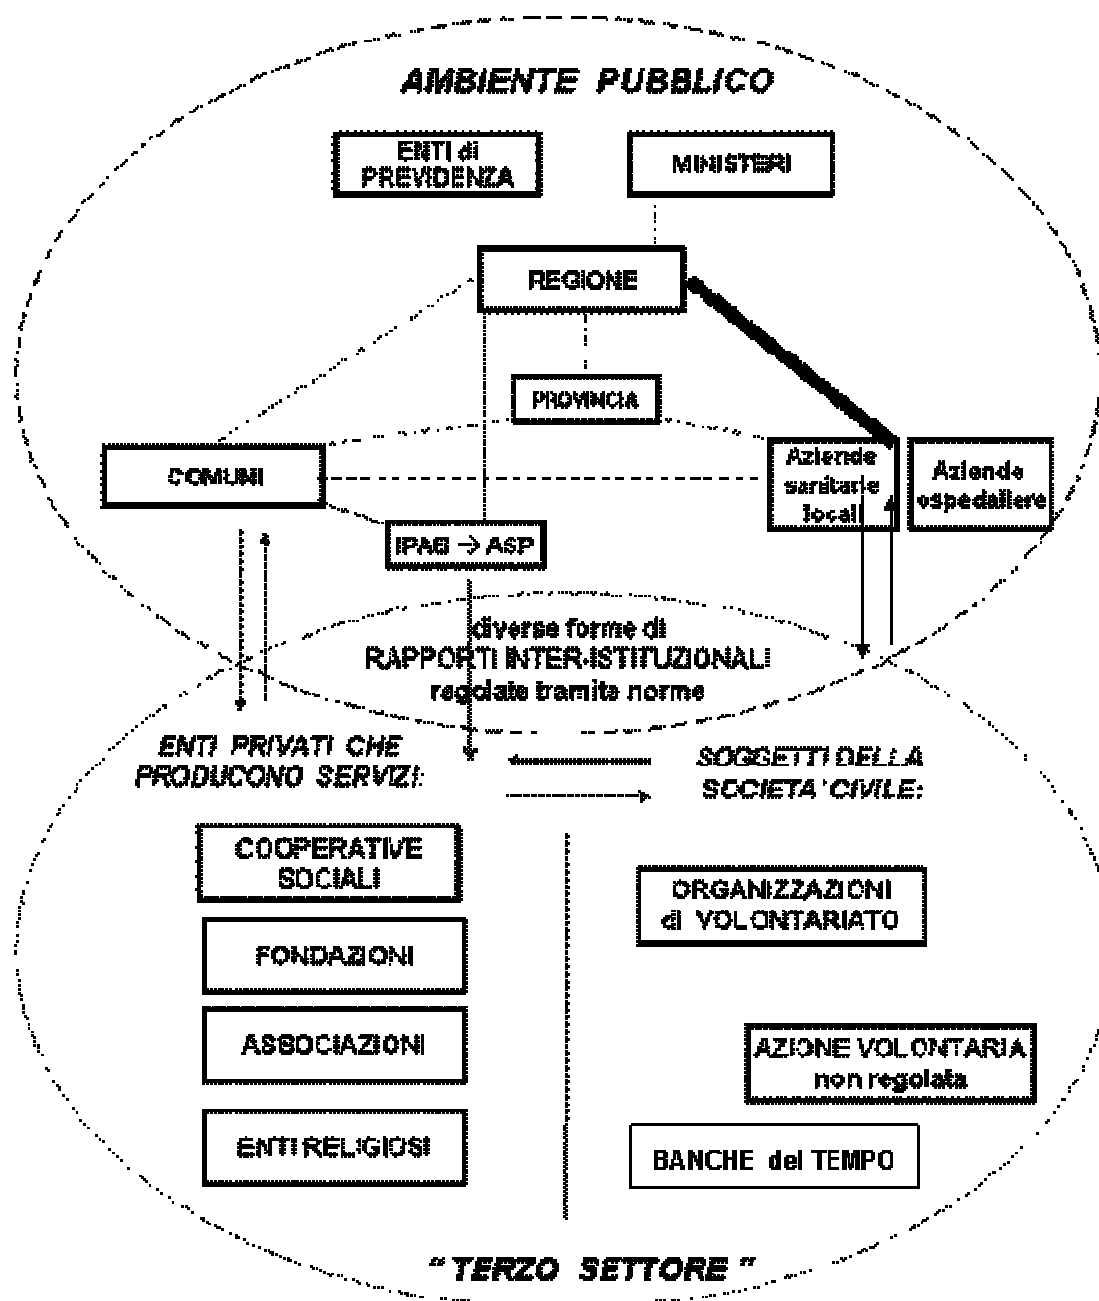 AMBIENTE PUBBLICO
ENTI di
PREVIDENZA
MINISTERI
REGIONE
PROVINCIA
COMUNI
Aziende
sanitarie
locali
Aziende
ospedaliere
IPAB → ASP
diverse forme di
RAPPORTI INTER-ISTITUZIONALI
regolate tramite norme
ENTI PRIVATI CHE
PRODUCONO SERVIZI:
SOGGETTI DELLA
SOCIETA' CIVILE:
COOPERATIVE
SOCIALI
FONDAZIONI
ASSOCIAZIONI
ENTI RELIGIOSI
ORGANIZZAZIONI
di VOLONTARIATO
AZIONE VOLONTARIA
non regolata
BANCHE del TEMPO
" TERZO SETTORE "